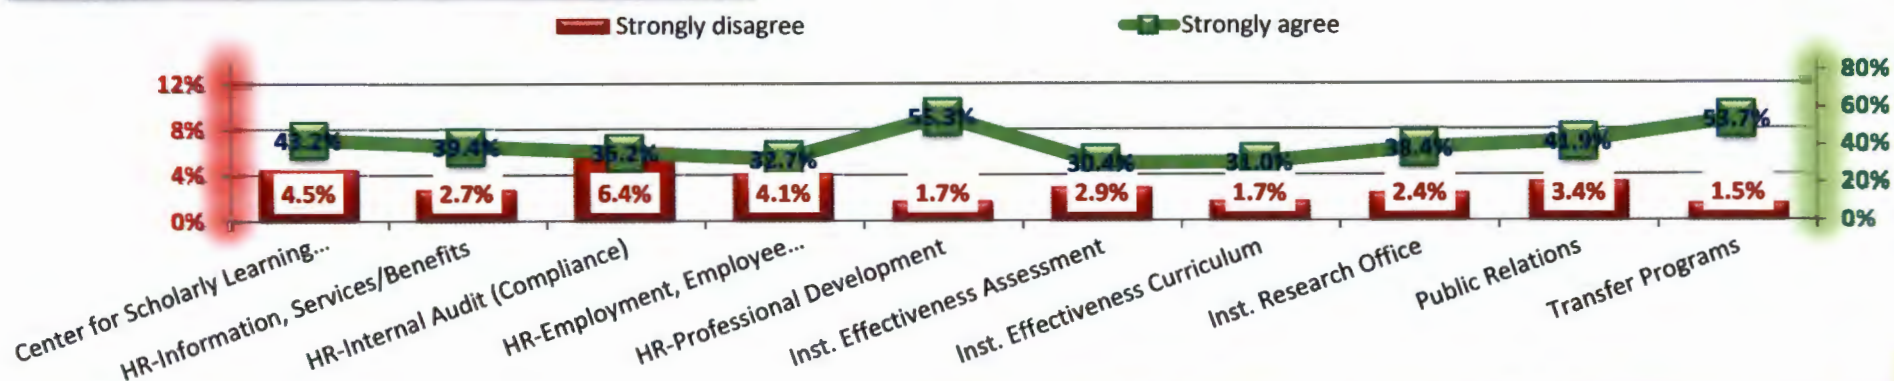 Strongly disagree Strongly agree
12% 80%
8% 60%
4% 40%
0% 20%
0%
43.2% 39.4% 36.2% 32.7% 55.3% 30.4% 31.0% 38.4% 41.9% 53.7%
4.5% 2.7% 6.4% 4.1% 1.7% 2.9% 1.7% 2.4% 3.4% 1.5%
Center for Scholarly Learning...
HR-Information, Services/Benefits
HR-Internal Audit (Compliance)
HR-Employment, Employee...
HR-Professional Development
Inst. Effectiveness Assessment
Inst. Effectiveness Curriculum
Inst. Research Office
Public Relations
Transfer Programs